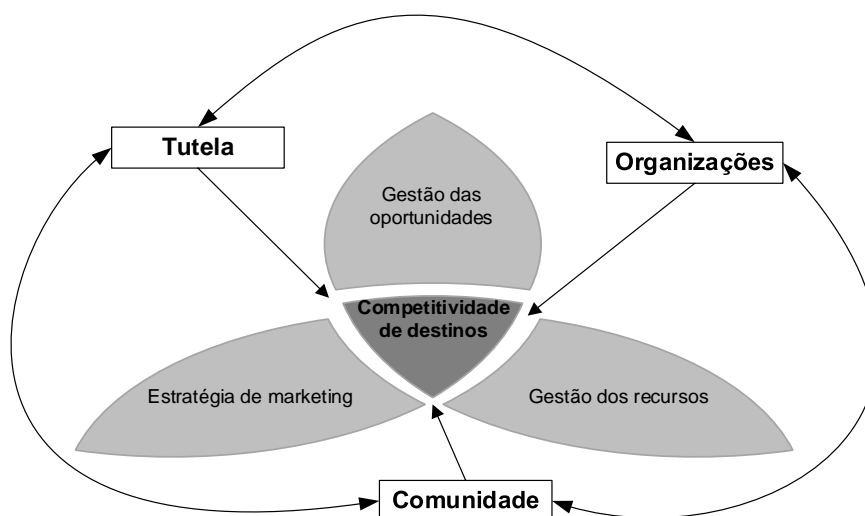 Tutela
Organizações
Gestão das
oportunidades
Competitividade
de destinos
Estratégia de marketing
Gestão dos recursos
Comunidade